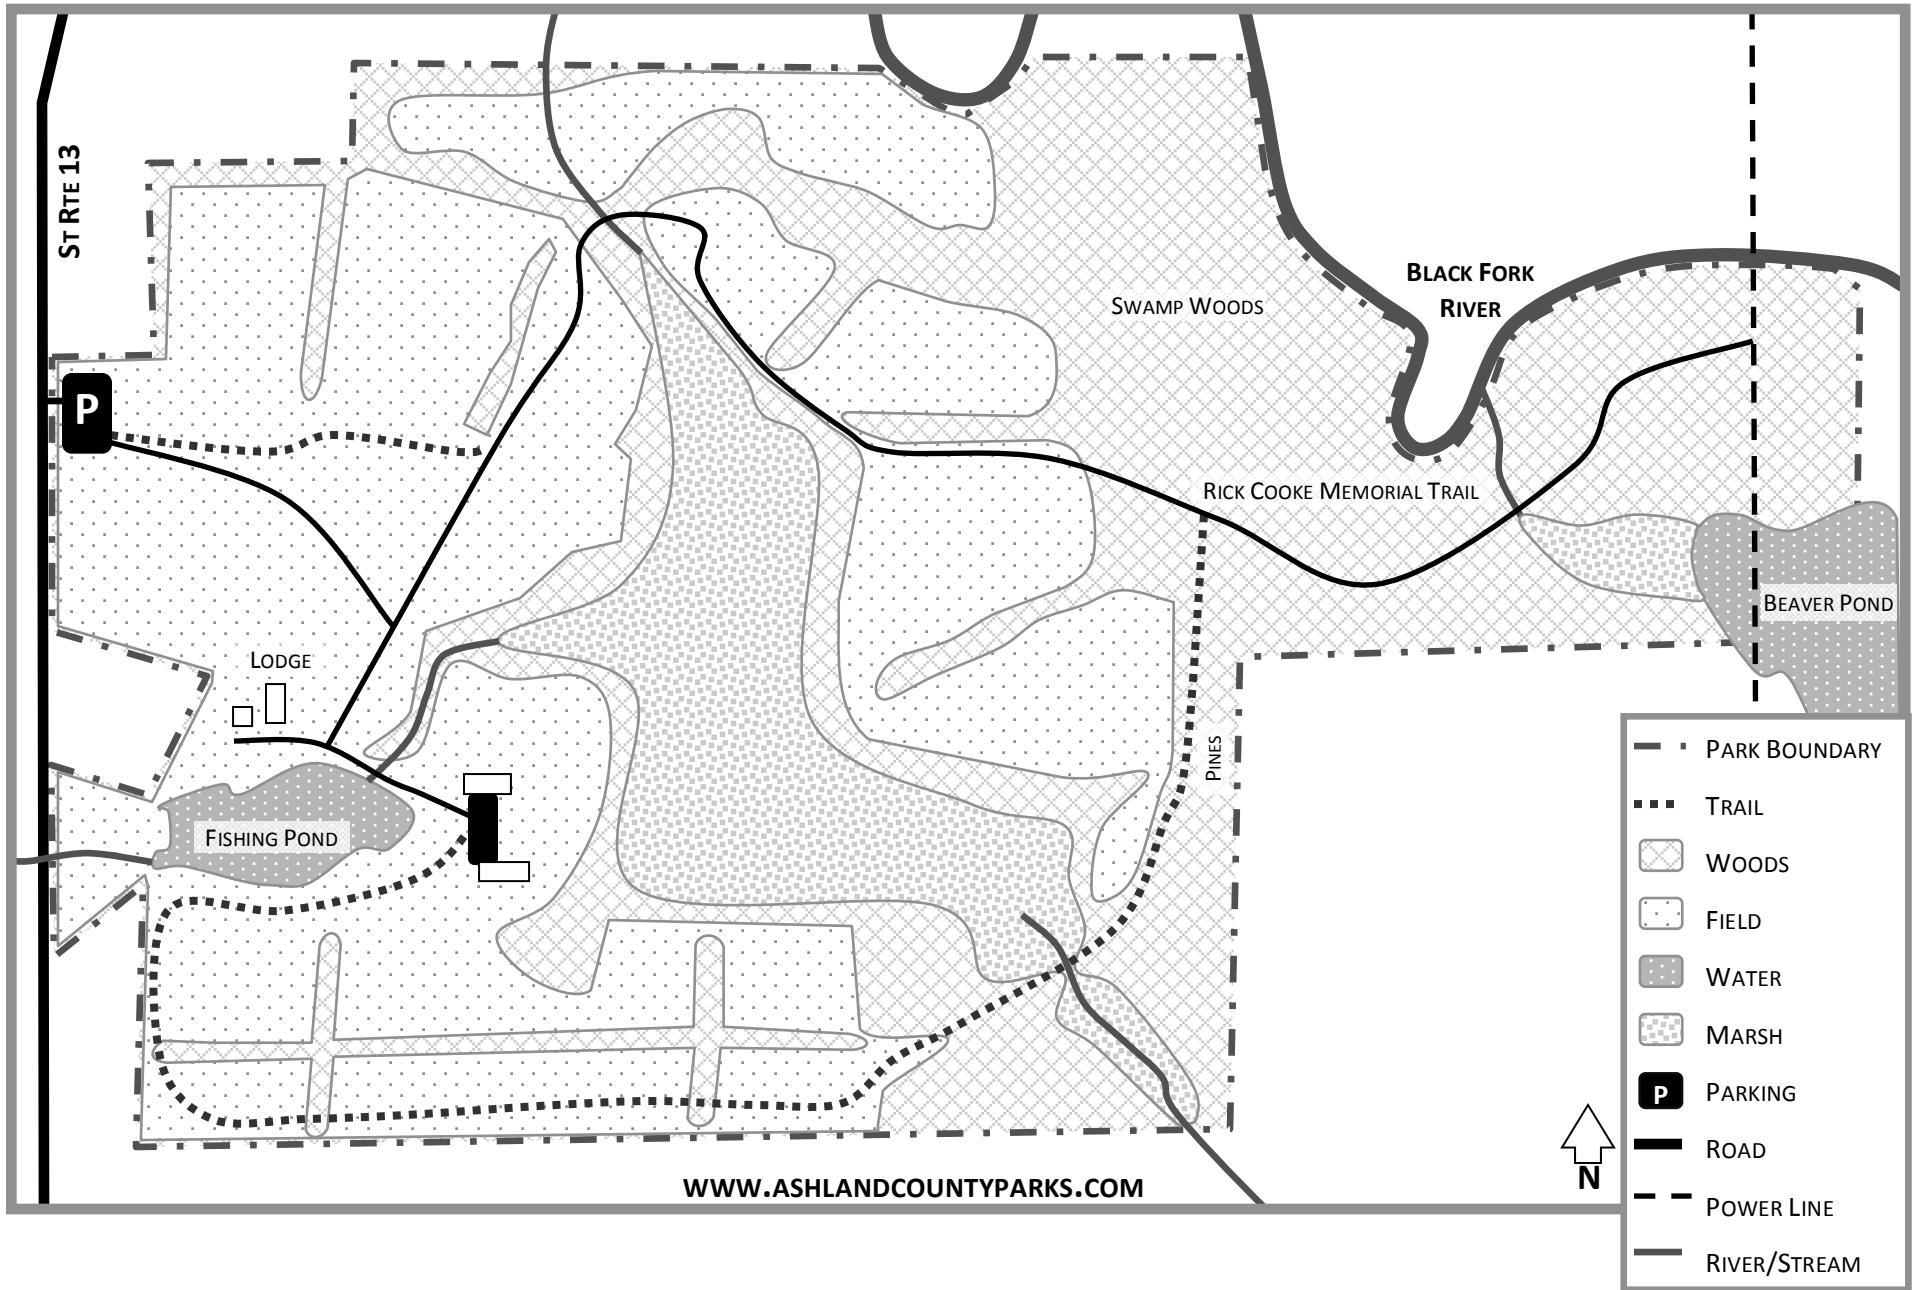 ST RTE 13
P
BLACK FORK
RIVER
SWAMP WOODS
RICK COOKE MEMORIAL TRAIL
BEAVER POND
LODGE
PINES
FISHING POND
PARK BOUNDARY
TRAIL
WOODS
FIELD
WATER
MARSH
P PARKING
ROAD
POWER LINE
RIVER/STREAM
N
WWW.ASHLANDCOUNTYPARKS.COM